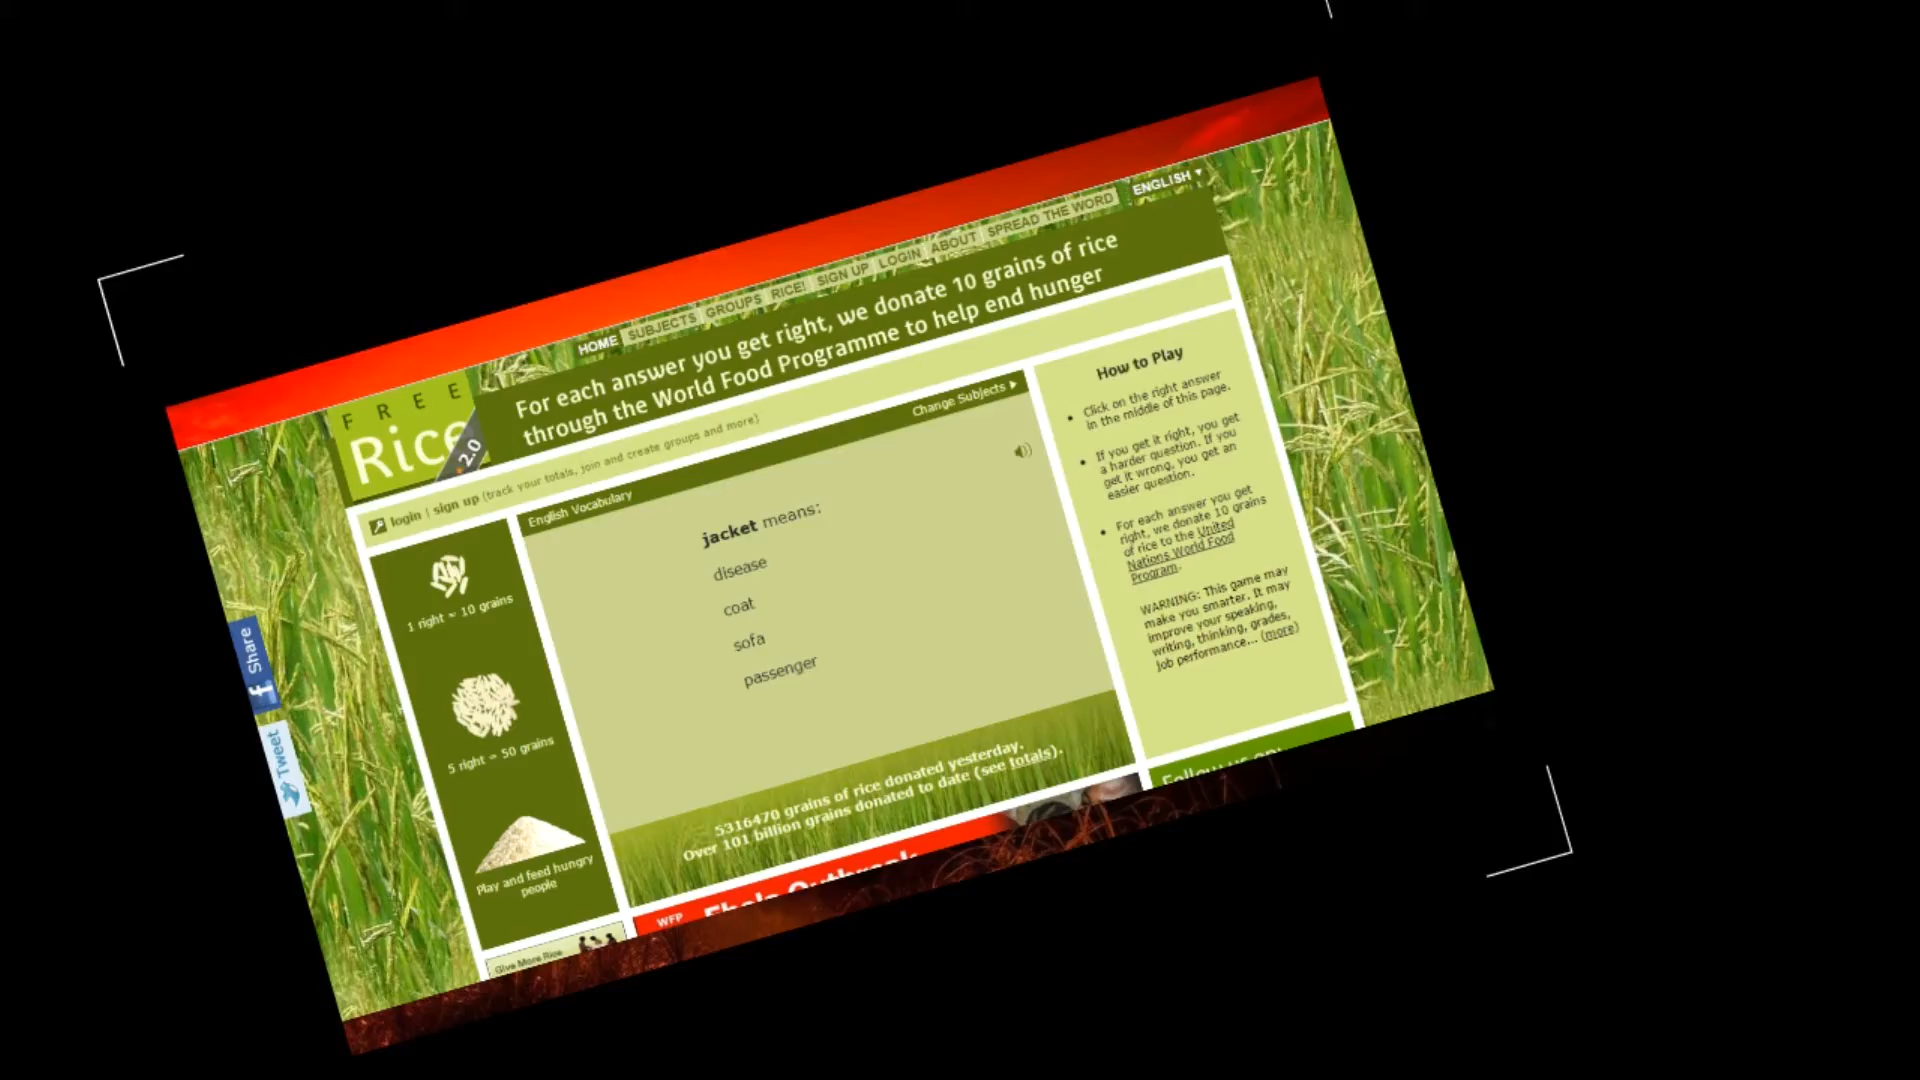 HOME SUBJECTS GROUPS RICE! SIGN UP LOGIN ABOUT SPREAD THE WORD ENGLISH
FREE
Rice
2.0
For each answer you get right, we donate 10 grains of rice
through the World Food Programme to help end hunger
login | sign up (track your totals, join and create groups and more)
English Vocabulary
Change Subjects
jacket means:
disease
coat
sofa
passenger
5316470 grains of rice donated yesterday.
Over 101 billion grains donated to date (see totals).
1 right = 10 grains
5 right = 50 grains
Play and feed hungry
people
Give More Rice
WFP
How to Play
• Click on the right answer
in the middle of this page.
• If you get it right, you get
a harder question. If you
get it wrong, you get an
easier question.
• For each answer you get
right, we donate 10 grains
of rice to the United
Nations World Food
Program.
WARNING: This game may
make you smarter. It may
improve your speaking,
writing, thinking, grades,
job performance... (more)
Share
Tweet